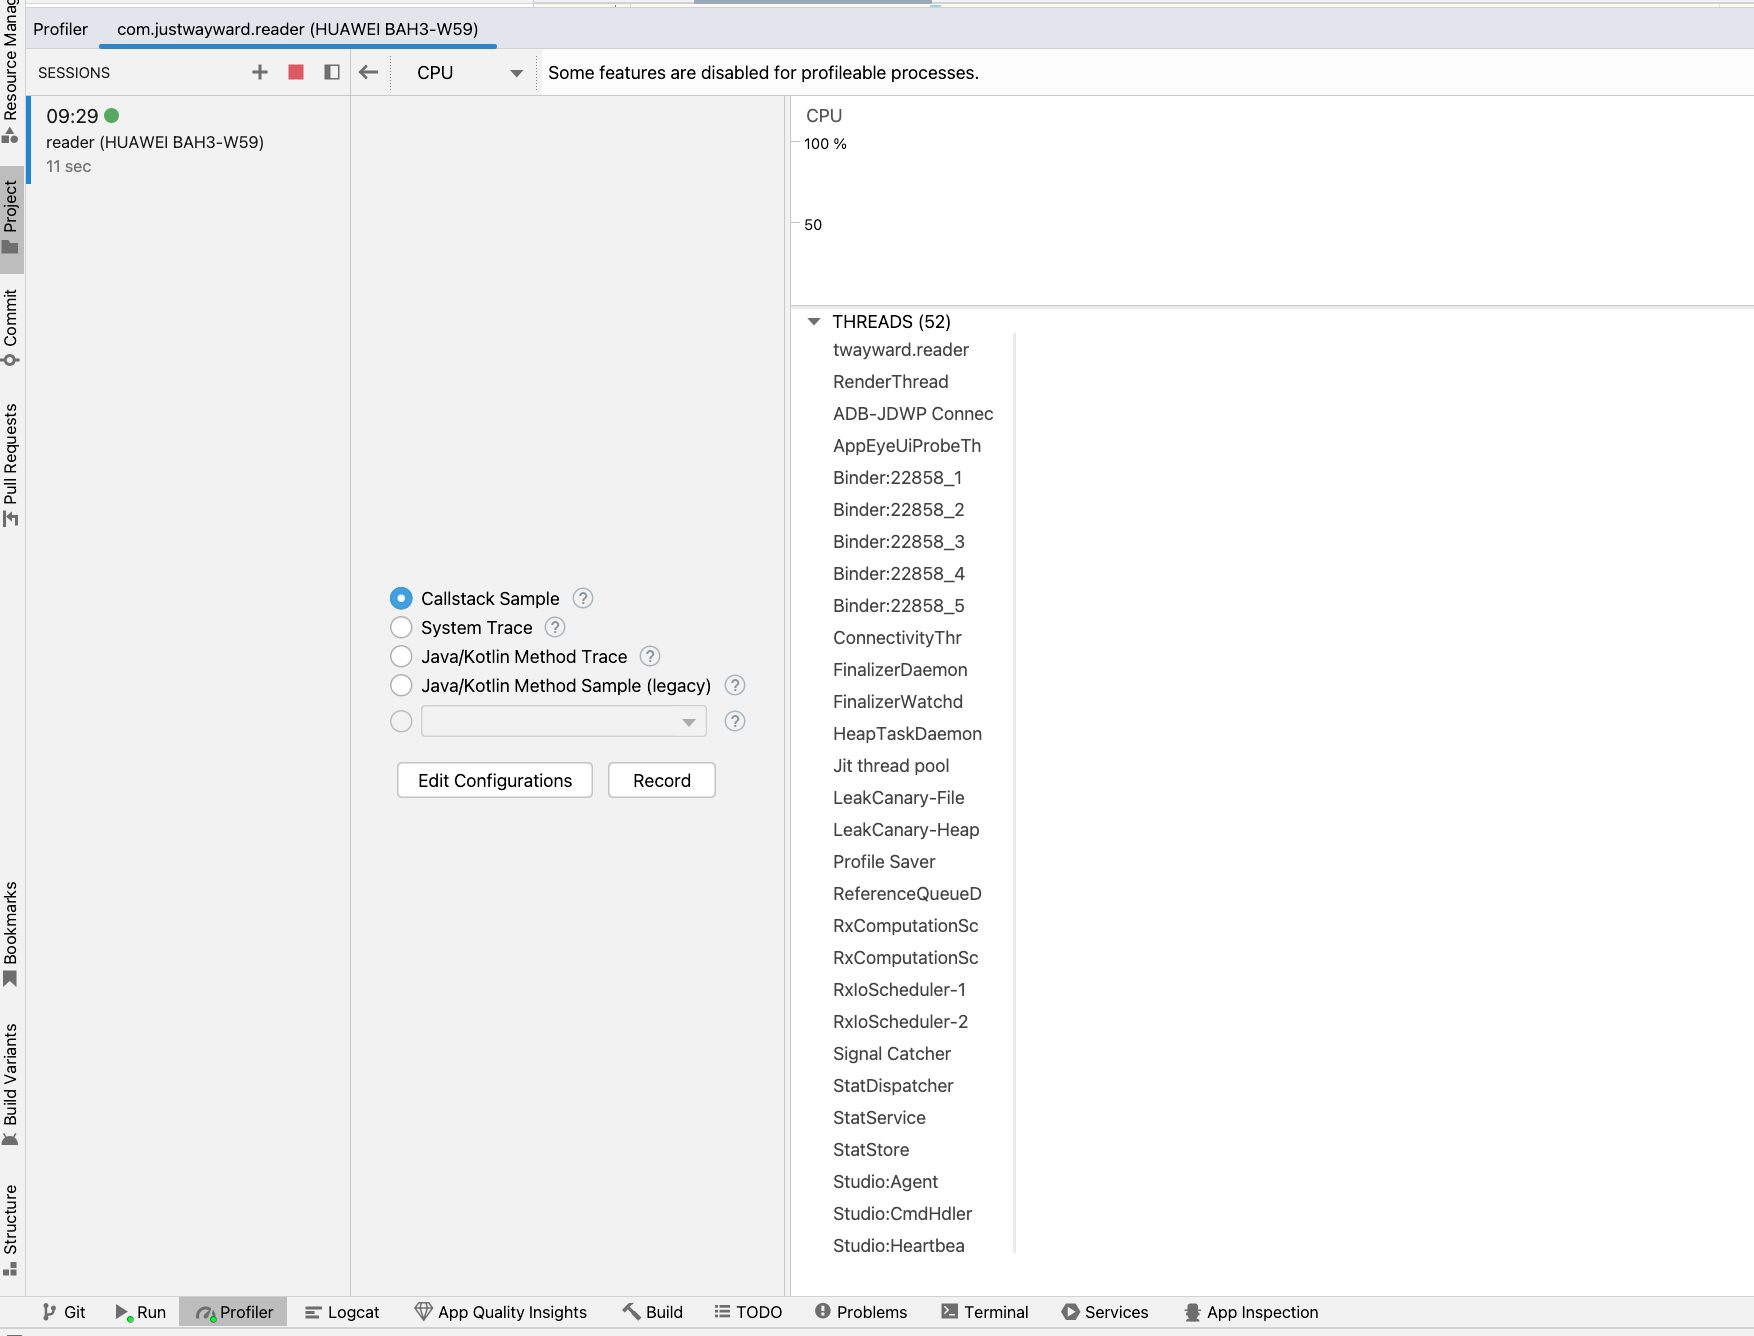 Profiler
com.justwayward.reader (HUAWEI BAH3-W59)
SESSIONS
CPU
Some features are disabled for profileable processes.
09:29
reader (HUAWEI BAH3-W59)
11 sec
Resource Manag
Project
Commit
Pull Requests
Bookmarks
Build Variants
Structure
Callstack Sample ?
System Trace ?
Java/Kotlin Method Trace ?
Java/Kotlin Method Sample (legacy) ?
?
Edit Configurations
Record
CPU
100 %
50
THREADS (52)
twayward.reader
RenderThread
ADB-JDWP Connec
AppEyeUiProbeTh
Binder:22858_1
Binder:22858_2
Binder:22858_3
Binder:22858_4
Binder:22858_5
ConnectivityThr
FinalizerDaemon
FinalizerWatchd
HeapTaskDaemon
Jit thread pool
LeakCanary-File
LeakCanary-Heap
Profile Saver
ReferenceQueueD
RxComputationSc
RxComputationSc
RxIoScheduler-1
RxIoScheduler-2
Signal Catcher
StatDispatcher
StatService
StatStore
Studio:Agent
Studio:CmdHdler
Studio:Heartbea
Git
Run
Profiler
Logcat
App Quality Insights
Build
TODO
Problems
Terminal
Services
App Inspection